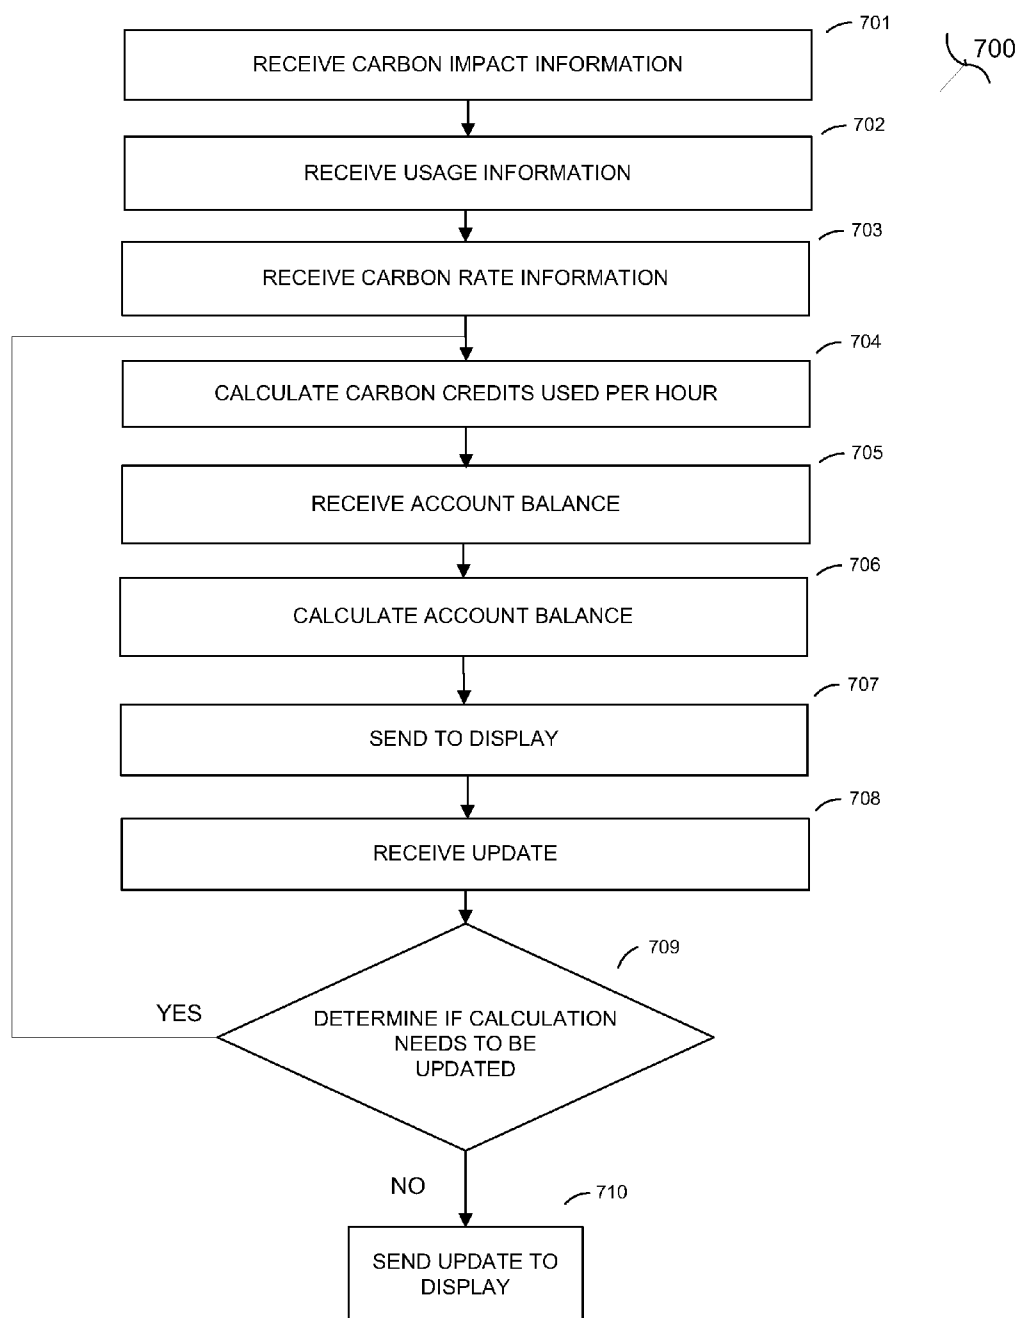 701
700
RECEIVE CARBON IMPACT INFORMATION
702
RECEIVE USAGE INFORMATION
703
RECEIVE CARBON RATE INFORMATION
704
CALCULATE CARBON CREDITS USED PER HOUR
705
RECEIVE ACCOUNT BALANCE
706
CALCULATE ACCOUNT BALANCE
707
SEND TO DISPLAY
708
RECEIVE UPDATE
709
YES
DETERMINE IF CALCULATION
NEEDS TO BE
UPDATED
NO
710
SEND UPDATE TO
DISPLAY